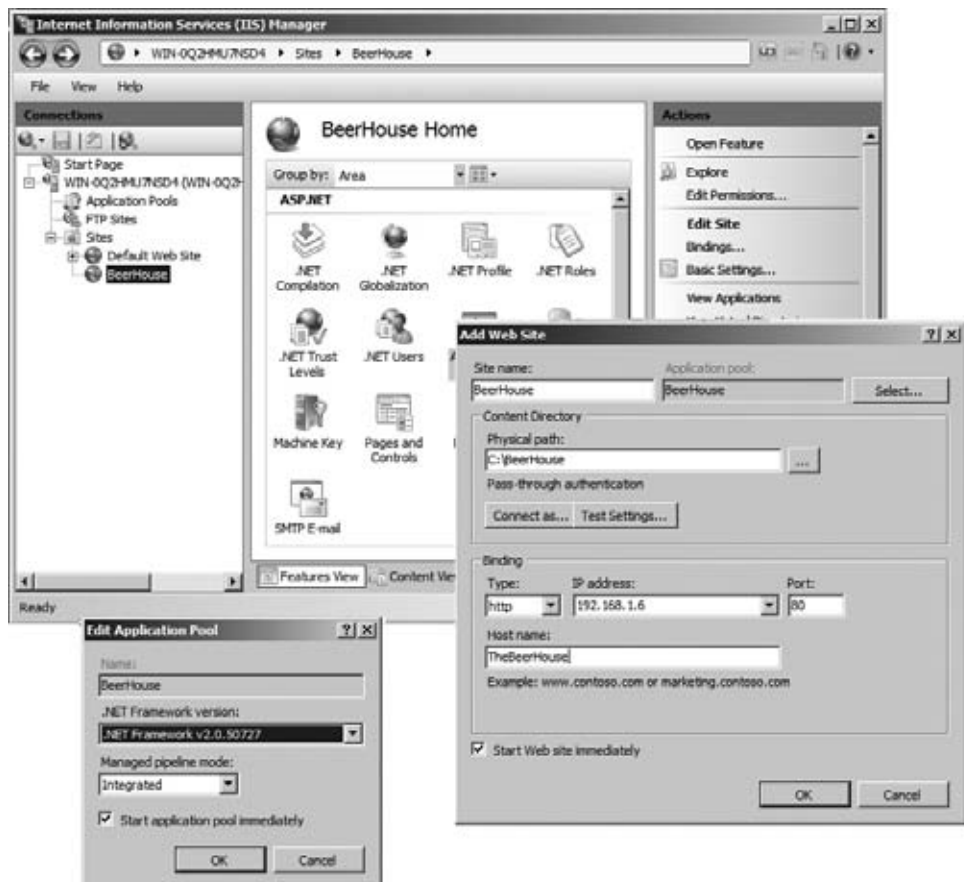 Internet Information Services (IIS) Manager
WIN-0Q2HMU7NSD4 Sites BeerHouse
File View Help
Connections
Start Page
WIN-0Q2HMU7NSD4 (WIN-0Q2H
Application Pools
FTP Sites
Sites
Default Web Site
BeerHouse
BeerHouse Home
Group by: Area
ASP.NET
.NET Compilation
.NET Globalization
.NET Profile
.NET Roles
.NET Trust Levels
.NET Users
Machine Key
Pages and Controls
SMTP E-mail
Features View
Content Vie
Actions
Open Feature
Explore
Edit Permissions...
Edit Site
Bindings...
Basic Settings...
View Applications
Ready
Add Web Site
Site name: Application pool:
BeerHouse BeerHouse Select...
Content Directory
Physical path:
C:\BeerHouse ...
Pass-through authentication
Connect as... Test Settings...
Binding
Type: IP address: Port:
http 192.168.1.6 80
Host name:
TheBeerHouse
Example: www.contoso.com or marketing.contoso.com
Start Web site immediately
OK Cancel
Edit Application Pool
Name:
BeerHouse
.NET Framework version:
.NET Framework v2.0.50727
Managed pipeline mode:
Integrated
Start application pool immediately
OK Cancel